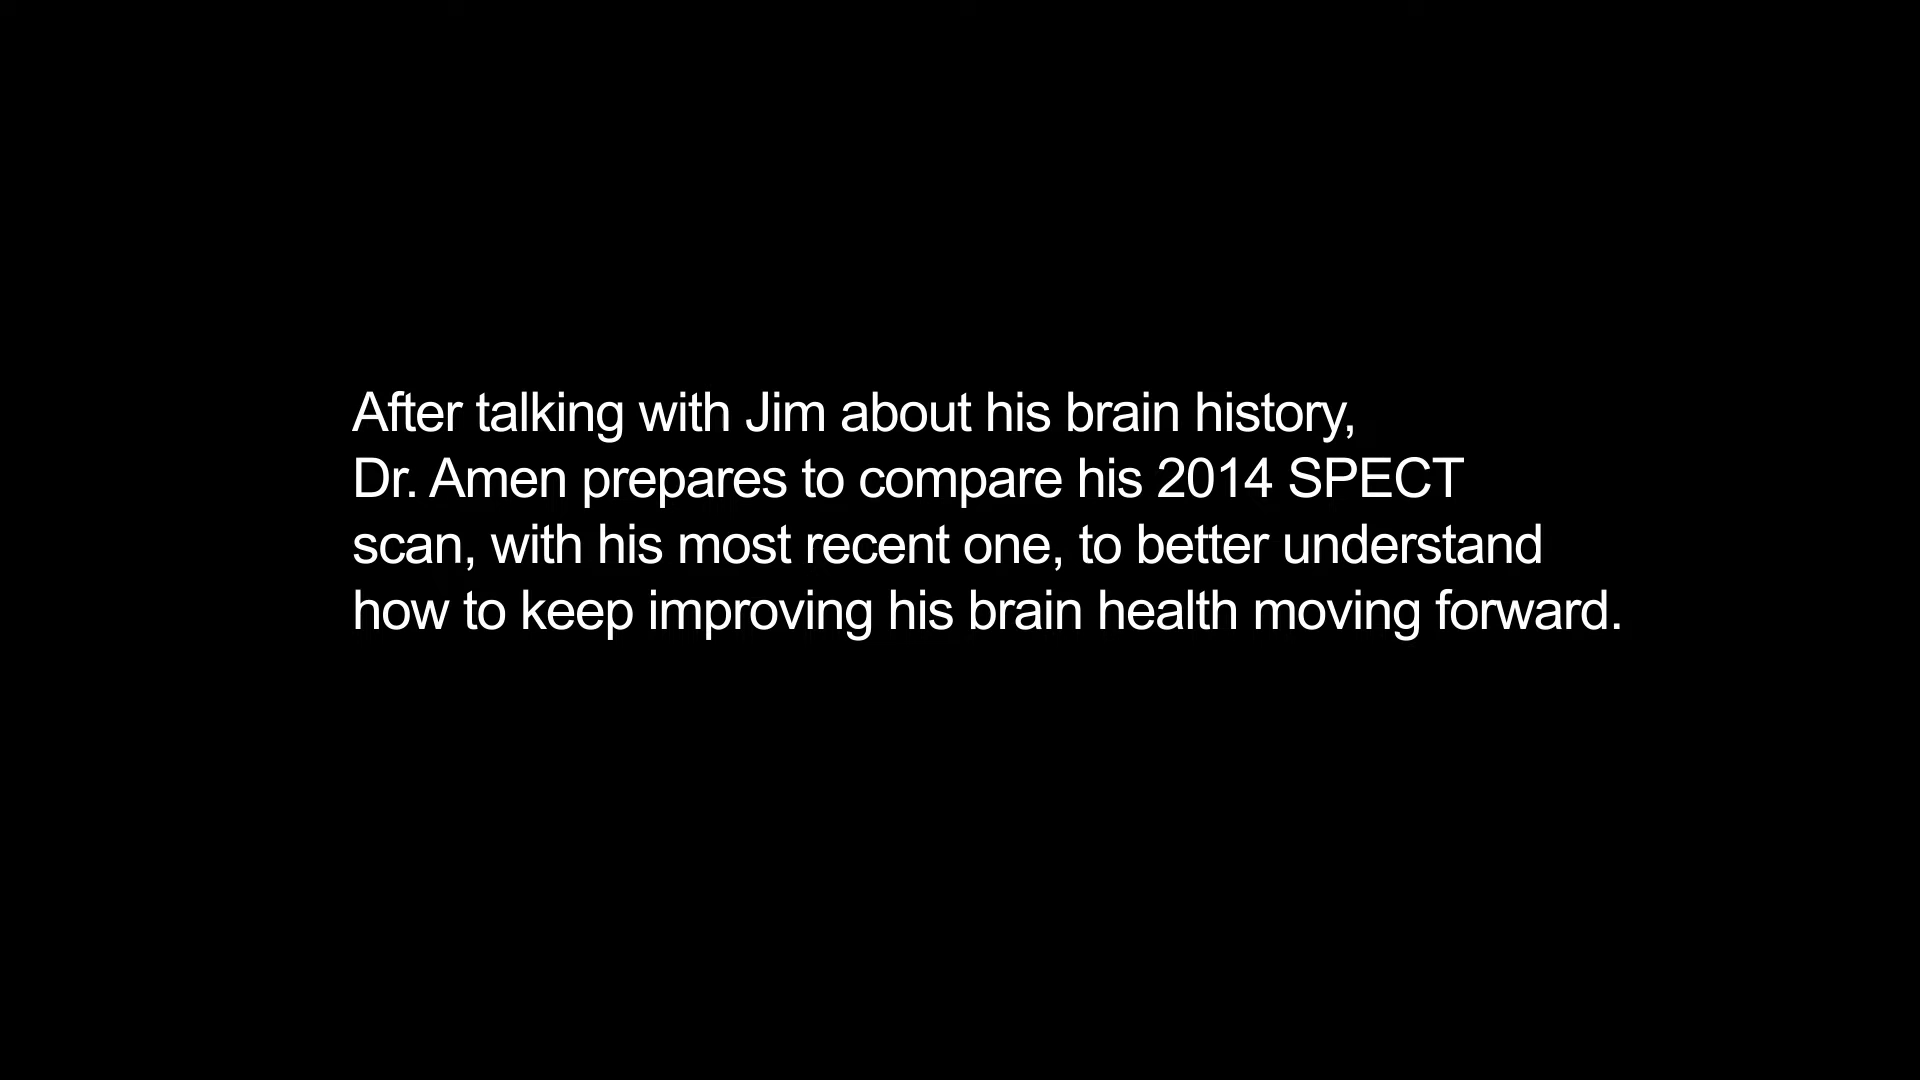 After talking with Jim about his brain history,
Dr. Amen prepares to compare his 2014 SPECT
scan, with his most recent one, to better understand
how to keep improving his brain health moving forward.